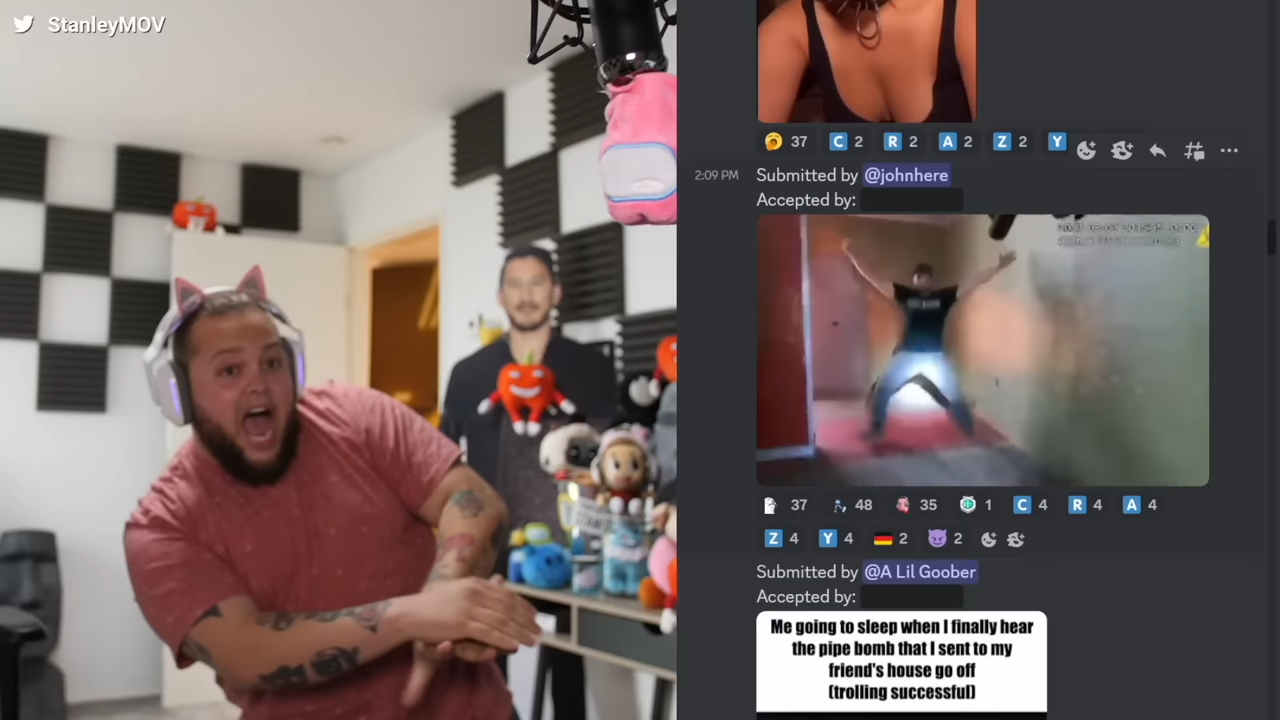 StanleyMOV
37 C 2 R 2 A 2 Z 2 Y
2:09 PM Submitted by @johnhere
Accepted by:
37 48 35 1 C 4 R 4 A 4
Z 4 Y 4 2 2
Submitted by @A Lil Goober
Accepted by:
Me going to sleep when I finally hear
the pipe bomb that I sent to my
friend's house go off
(trolling successful)